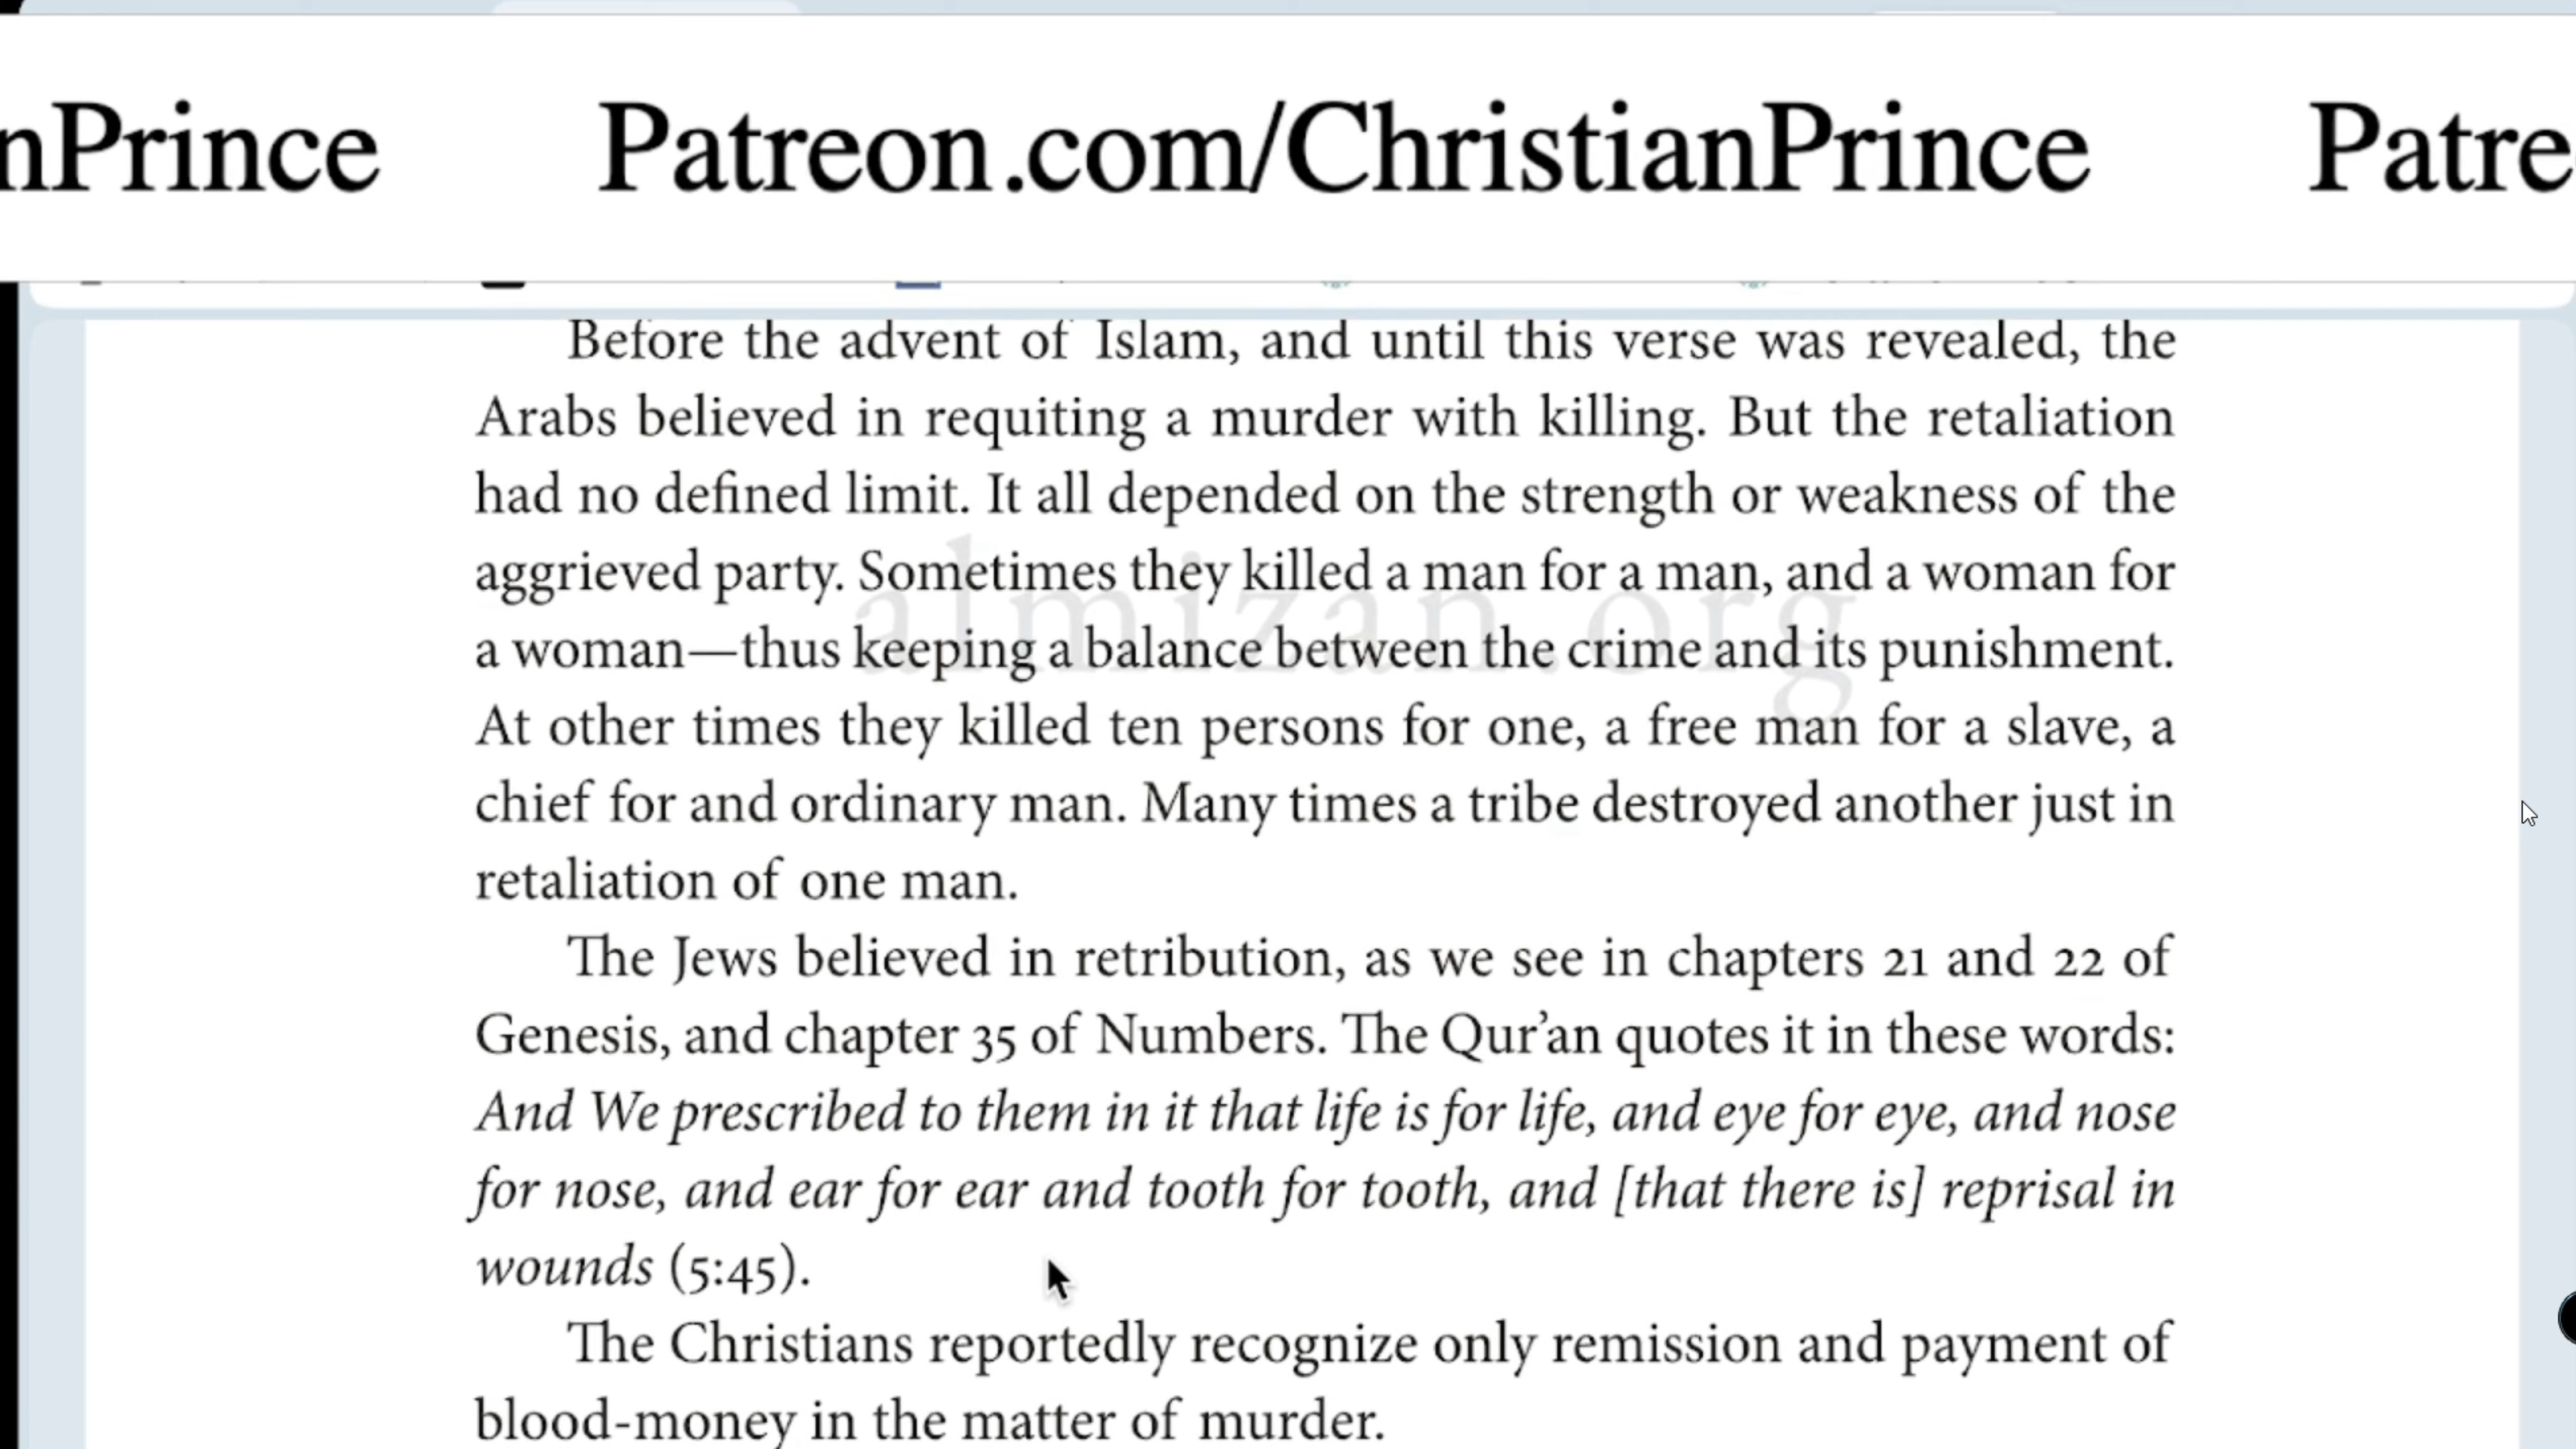 nPrince Patreon.com/ChristianPrince Patre
Before the advent of Islam, and until this verse was revealed, the
Arabs believed in requiting a murder with killing. But the retaliation
had no defined limit. It all depended on the strength or weakness of the
aggrieved party. Sometimes they killed a man for a man, and a woman for
a woman—thus keeping a balance between the crime and its punishment.
almizan.org
At other times they killed ten persons for one, a free man for a slave, a
chief for and ordinary man. Many times a tribe destroyed another just in
retaliation of one man.
The Jews believed in retribution, as we see in chapters 21 and 22 of
Genesis, and chapter 35 of Numbers. The Qur’an quotes it in these words:
And We prescribed to them in it that life is for life, and eye for eye, and nose
for nose, and ear for ear and tooth for tooth, and [that there is] reprisal in
wounds (5:45).
The Christians reportedly recognize only remission and payment of
blood-money in the matter of murder.